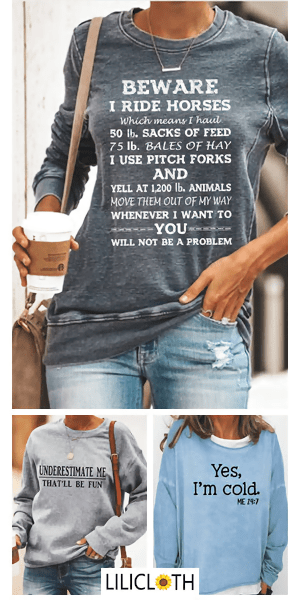 BEWARE
I RIDE HORSES
Which means I haul
50 lb. SACKS OF FEED
75 lb. BALES OF HAY
I USE PITCH FORKS
AND
YELL AT 1,200 lb. ANIMALS
MOVE THEM OUT OF MY WAY
WHENEVER I WANT TO
YOU
WILL NOT BE A PROBLEM
UNDERESTIMATE ME
THAT'LL BE FUN
Yes,
I'm cold.
ME 24:7
LILICLOTH